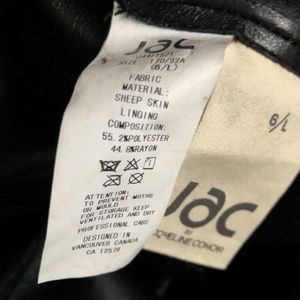 Jac
SIZE 170/92A
(6/L)
FABRIC
MATERIAL:
SHEEP SKIN
LINQING
COMPOSITION:
55.2%POLYESTER
44.8%RAYON
ATTENTION:
TO PREVENT MOTHS
OR MOULD
FOR STORAGE KEEP
VENTILATED AND DRY
PROFESSIONAL CARE
DESIGNED IN
VANCOUVER CANADA
CA 12570
6/L
Jac
BY
JACQUELINE CONOIR